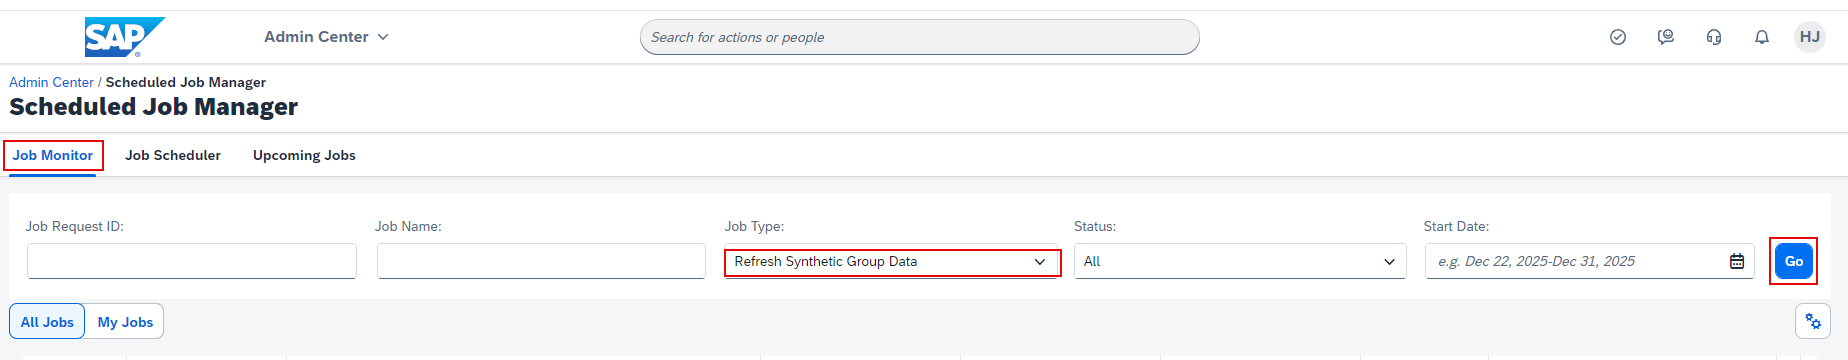 SAP
Admin Center
Search for actions or people
HJ
Admin Center / Scheduled Job Manager
Scheduled Job Manager
Job Monitor
Job Scheduler
Upcoming Jobs
Job Request ID:
Job Name:
Job Type:
Status:
Start Date:
Refresh Synthetic Group Data
All
e.g. Dec 22, 2025-Dec 31, 2025
Go
All Jobs
My Jobs